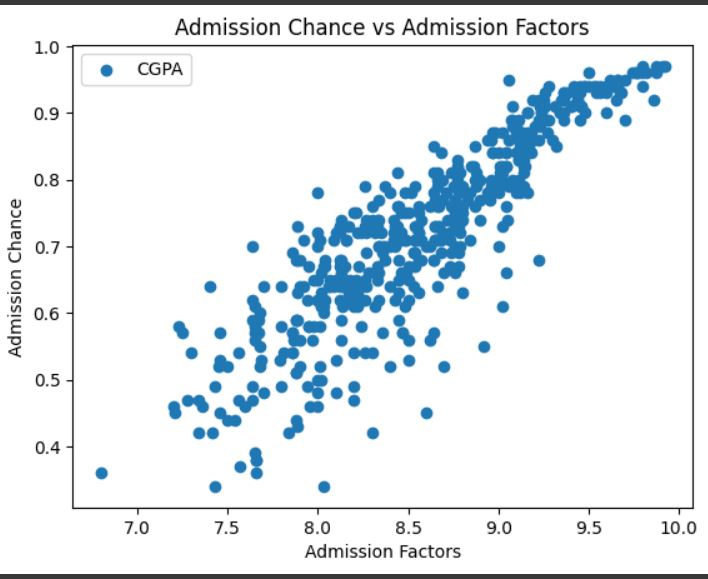 Admission Chance vs Admission Factors
CGPA
1.0
0.9
0.8
0.7
0.6
0.5
0.4
Admission Chance
7.0 7.5 8.0 8.5 9.0 9.5 10.0
Admission Factors